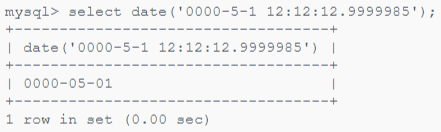 mysql> select date('0000-5-1 12:12:12.9999985');
+-----------------------------------+
| date('0000-5-1 12:12:12.9999985') |
+-----------------------------------+
| 0000-05-01                        |
+-----------------------------------+
1 row in set (0.00 sec)